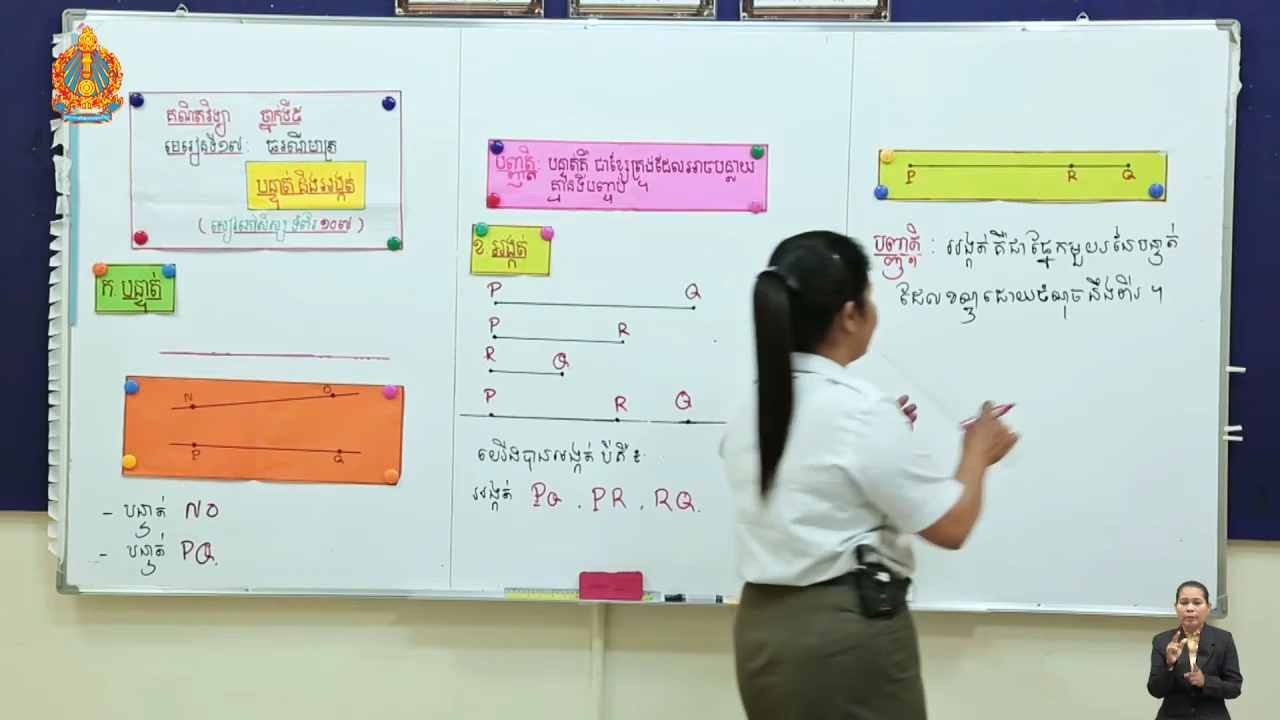 គណិតវិទ្យា ថ្នាក់ទី៥
មេរៀនទី១៧: ធរណីមាត្រ
បន្ទាត់ និងអង្កត់
( សៀវភៅសិស្ស ទំព័រ ១០៧ )
ក. បន្ទាត់
N O
P Q
- បន្ទាត់ NO
- បន្ទាត់ PQ
បញ្ញត្តិ: បន្ទាត់គឺ ជាខ្សែត្រង់ដែលអាចបន្លាយ
គ្មានទីបញ្ចប់ ។
ខ. អង្កត់
P Q
P R
R Q
P R Q
យើងបានអង្កត់ បីគឺ ៖
អង្កត់ PQ , PR , RQ.
P R Q
បញ្ញត្តិ : អង្កត់ គឺជាផ្នែកមួយនៃបន្ទាត់
ដែលខណ្ឌដោយចំណុចនឹងពីរ ។